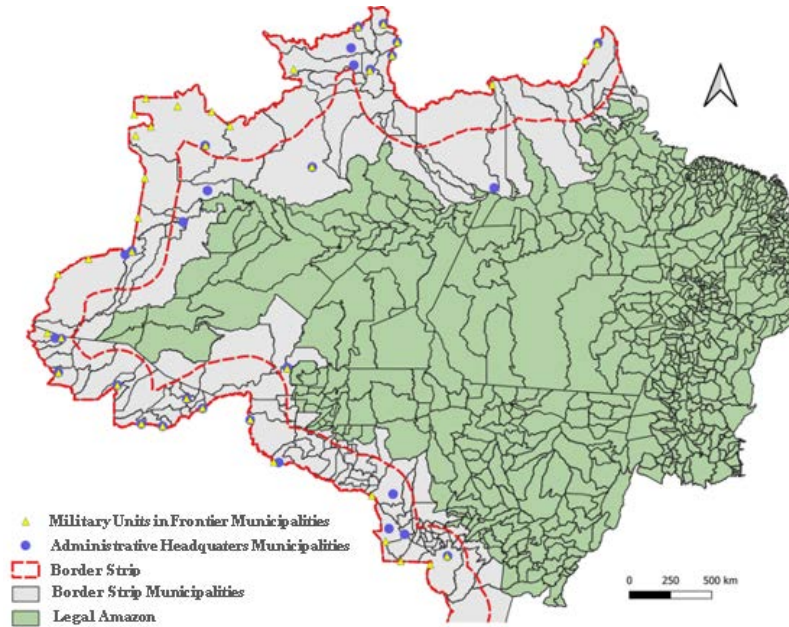 Military Units in Frontier Municipalities
Administrative Headquaters Municipalities
Border Strip
Border Strip Municipalities
Legal Amazon
0 250 500 km